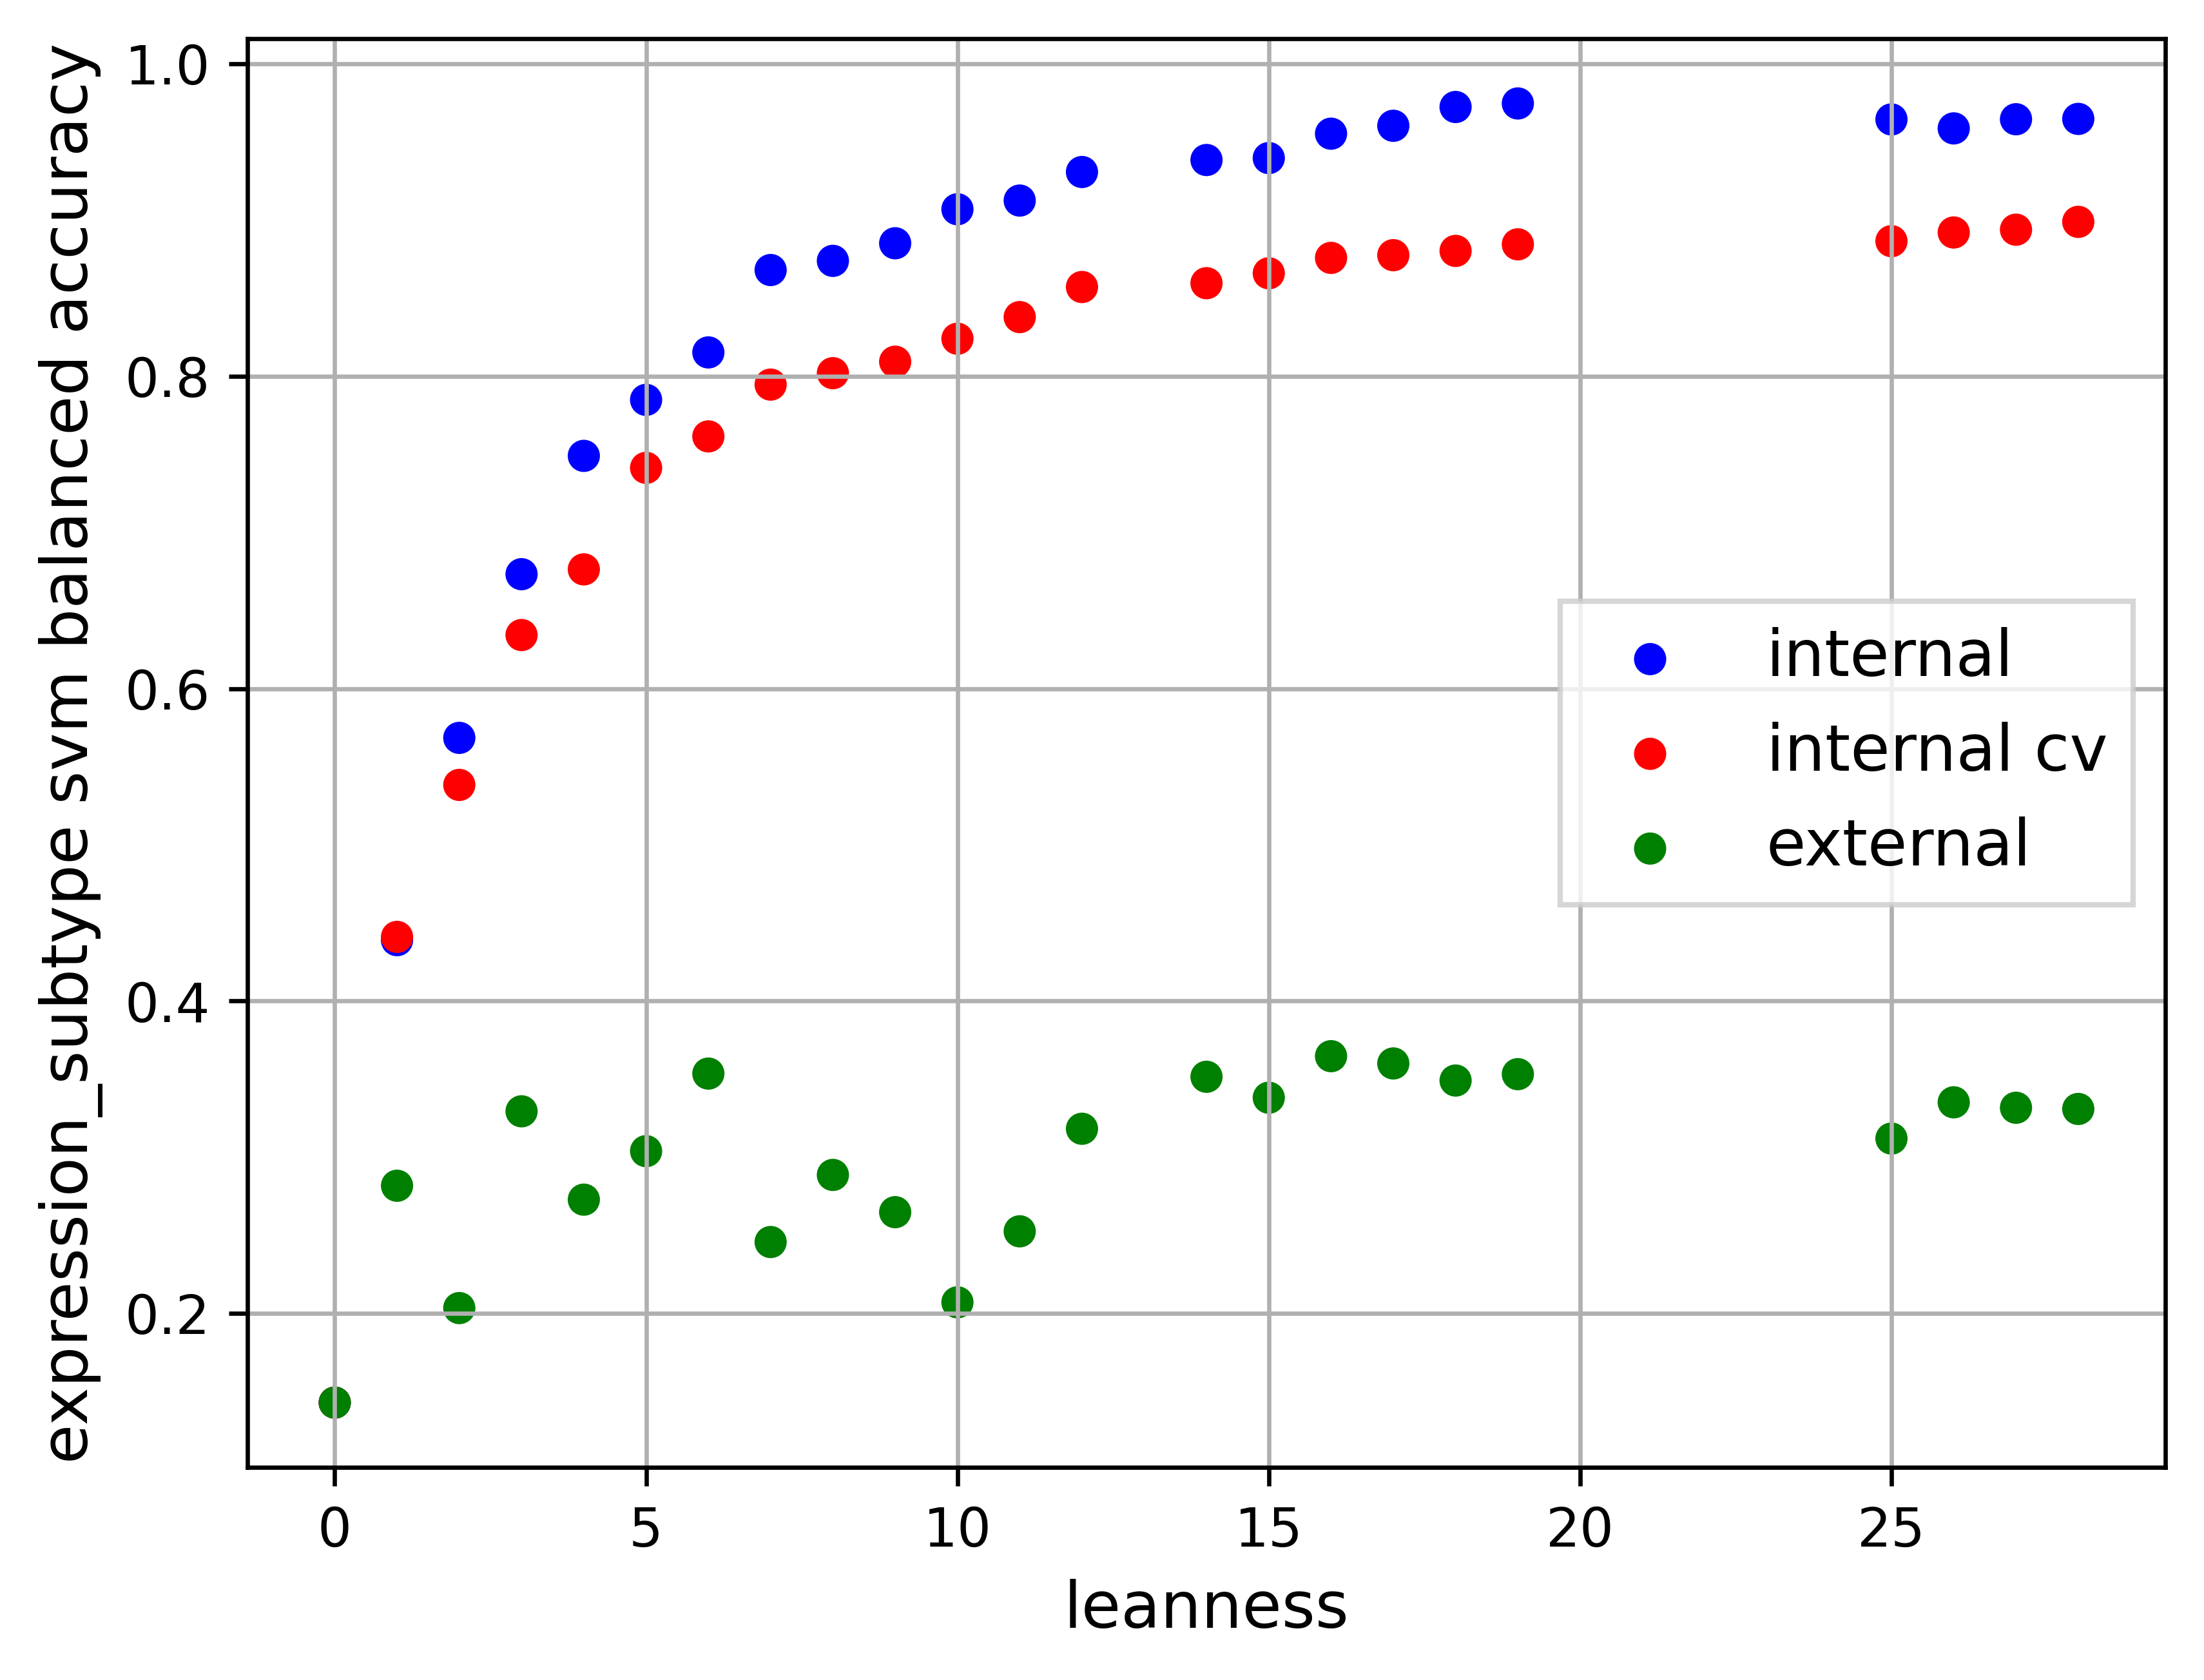 expression_subtype svm balanced accuracy
1.0
0.8
0.6
0.4
0.2
internal
internal cv
external
0 5 10 15 20 25
leanness